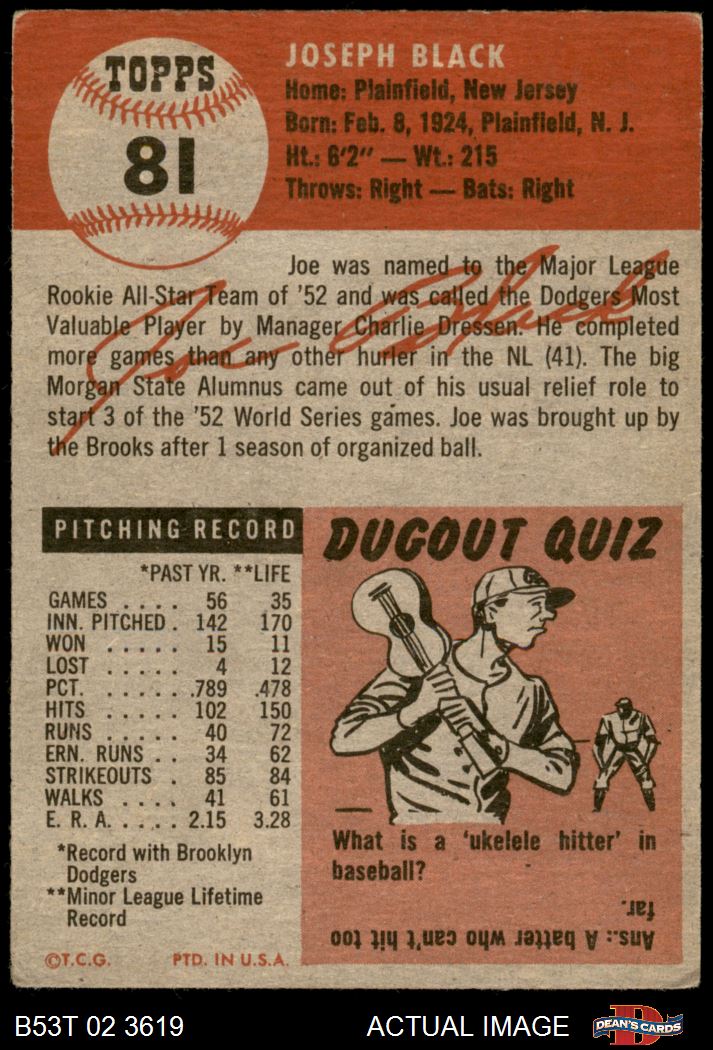 TOPPS
81
JOSEPH BLACK
Home: Plainfield, New Jersey
Born: Feb. 8, 1924, Plainfield, N. J.
Ht.: 6'2" — Wt.: 215
Throws: Right — Bats: Right
Joe was named to the Major League
Rookie All-Star Team of '52 and was called the Dodgers Most
Valuable Player by Manager Charlie Dressen. He completed
more games than any other hurler in the NL (41). The big
Morgan State Alumnus came out of his usual relief role to
start 3 of the '52 World Series games. Joe was brought up by
the Brooks after 1 season of organized ball.
Joe Black
PITCHING RECORD
*PAST YR. **LIFE
GAMES . . . . 56 35
INN. PITCHED . 142 170
WON . . . . . 15 11
LOST . . . . . 4 12
PCT. . . . . . .789 .478
HITS . . . . . 102 150
RUNS . . . . . 40 72
ERN. RUNS . . 34 62
STRIKEOUTS . 85 84
WALKS . . . . 41 61
E. R. A. . . . . 2.15 3.28
*Record with Brooklyn
Dodgers
**Minor League Lifetime
Record
©T.C.G. PTD. IN U.S.A.
DUGOUT QUIZ
What is a 'ukelele hitter' in
baseball?
Ans.: A batter who can't hit too
far.
B53T 02 3619
ACTUAL IMAGE
D
DEAN'S CARDS